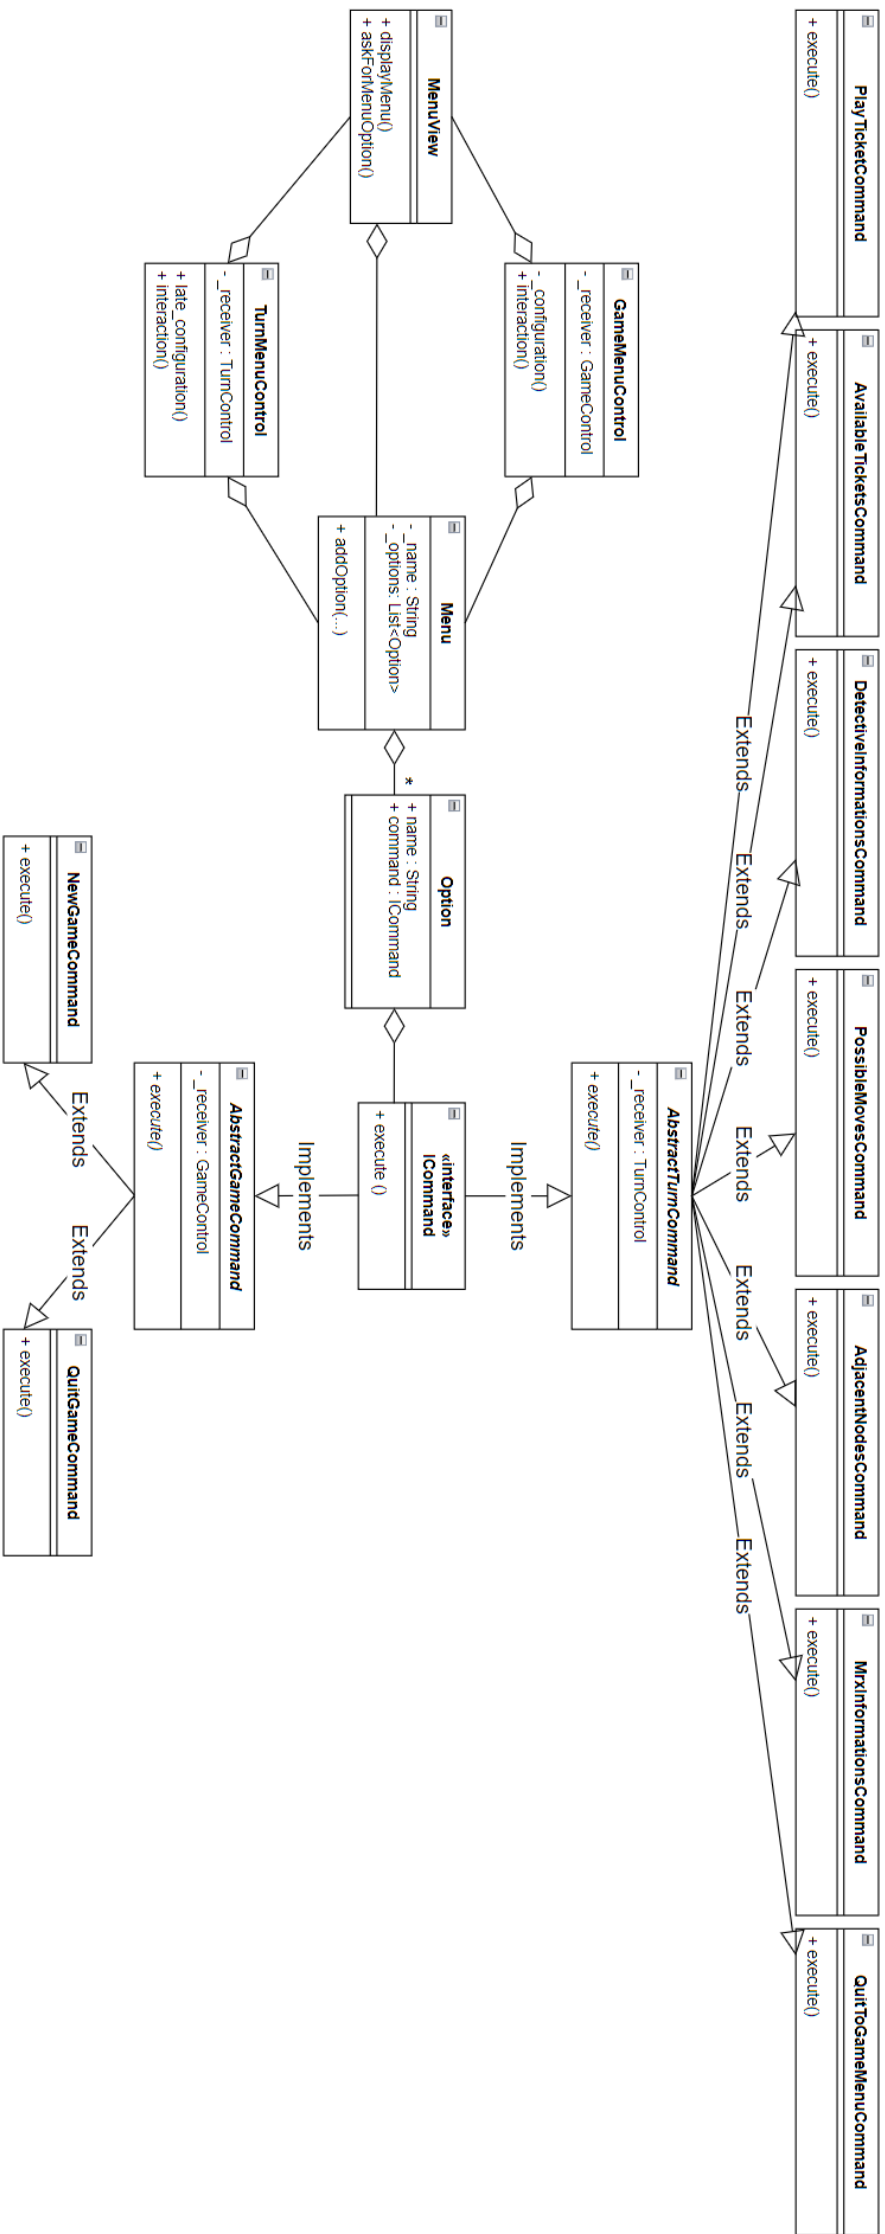 PlayTicketCommand
+ execute()
AvailableTicketsCommand
+ execute()
DetectiveInformationsCommand
+ execute()
PossibleMovesCommand
+ execute()
AdjacentNodesCommand
+ execute()
MrxInformationsCommand
+ execute()
QuitToGameMenuCommand
+ execute()
Extends
Extends
Extends
Extends
Extends
Extends
Extends
GameMenuControl
- _receiver : GameControl
- _configuration()
+ interaction()
AbstractTurnCommand
- _receiver : TurnControl
+ execute()
Implements
MenuView
+ displayMenu()
+ askForMenuOption()
Menu
- _name : String
- _options: List<Option>
+ addOption(...)
*
Option
+ name : String
+ command : ICommand
«interface»
ICommand
+ execute ()
Implements
TurnMenuControl
- _receiver : TurnControl
+ late_configuration()
+ interaction()
AbstractGameCommand
- _receiver : GameControl
+ execute()
Extends
Extends
NewGameCommand
+ execute()
QuitGameCommand
+ execute()